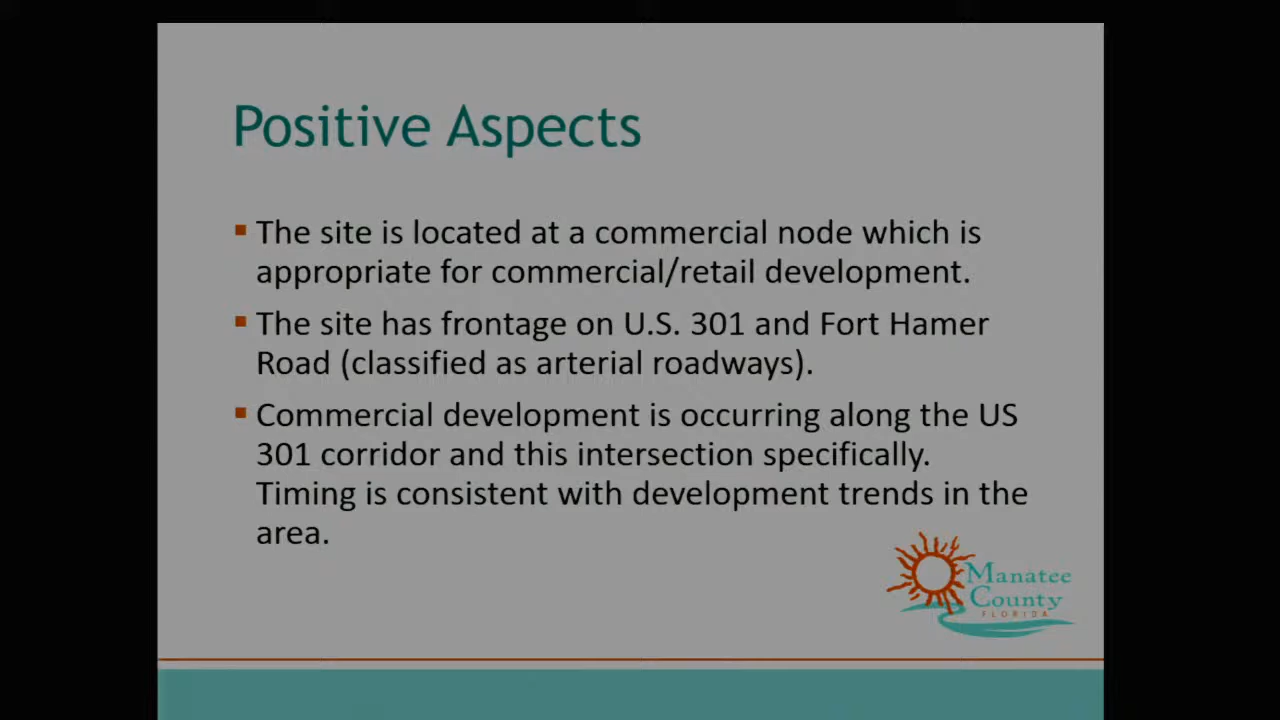 Positive Aspects
▪ The site is located at a commercial node which is
appropriate for commercial/retail development.
▪ The site has frontage on U.S. 301 and Fort Hamer
Road (classified as arterial roadways).
▪ Commercial development is occurring along the US
301 corridor and this intersection specifically.
Timing is consistent with development trends in the
area.
Manatee
County
FLORIDA